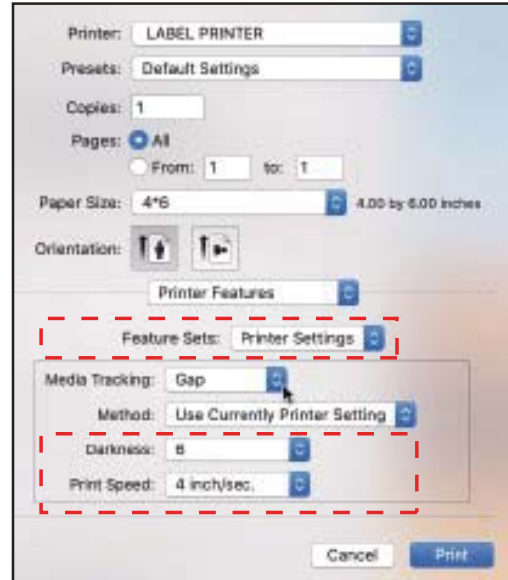 Printer: LABEL PRINTER
Presets: Default Settings
Copies: 1
Pages: All
From: 1 to: 1
Paper Size: 4*6 4.00 by 6.00 inches
Orientation:
Printer Features
Feature Sets: Printer Settings
Media Tracking: Gap
Method: Use Currently Printer Setting
Darkness: 6
Print Speed: 4 inch/sec.
Cancel Print